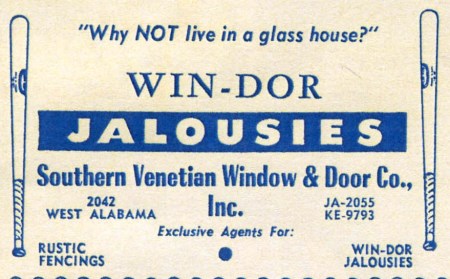 "Why NOT live in a glass house?"
WIN-DOR
JALOUSIES
Southern Venetian Window & Door Co.,
Inc.
2042
WEST ALABAMA
JA-2055
KE-9793
Exclusive Agents For:
RUSTIC
FENCINGS
WIN-DOR
JALOUSIES